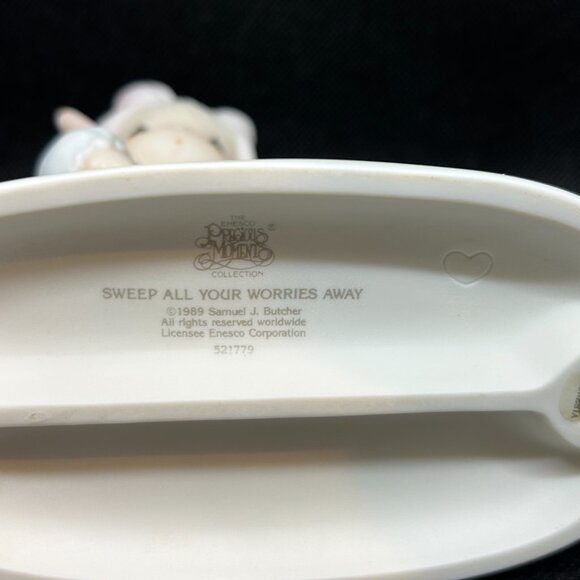 THE
ENESCO
PRECIOUS
MOMENTS®
COLLECTION
SWEEP ALL YOUR WORRIES AWAY
©1989 Samuel J. Butcher
All rights reserved worldwide
Licensee Enesco Corporation
521779